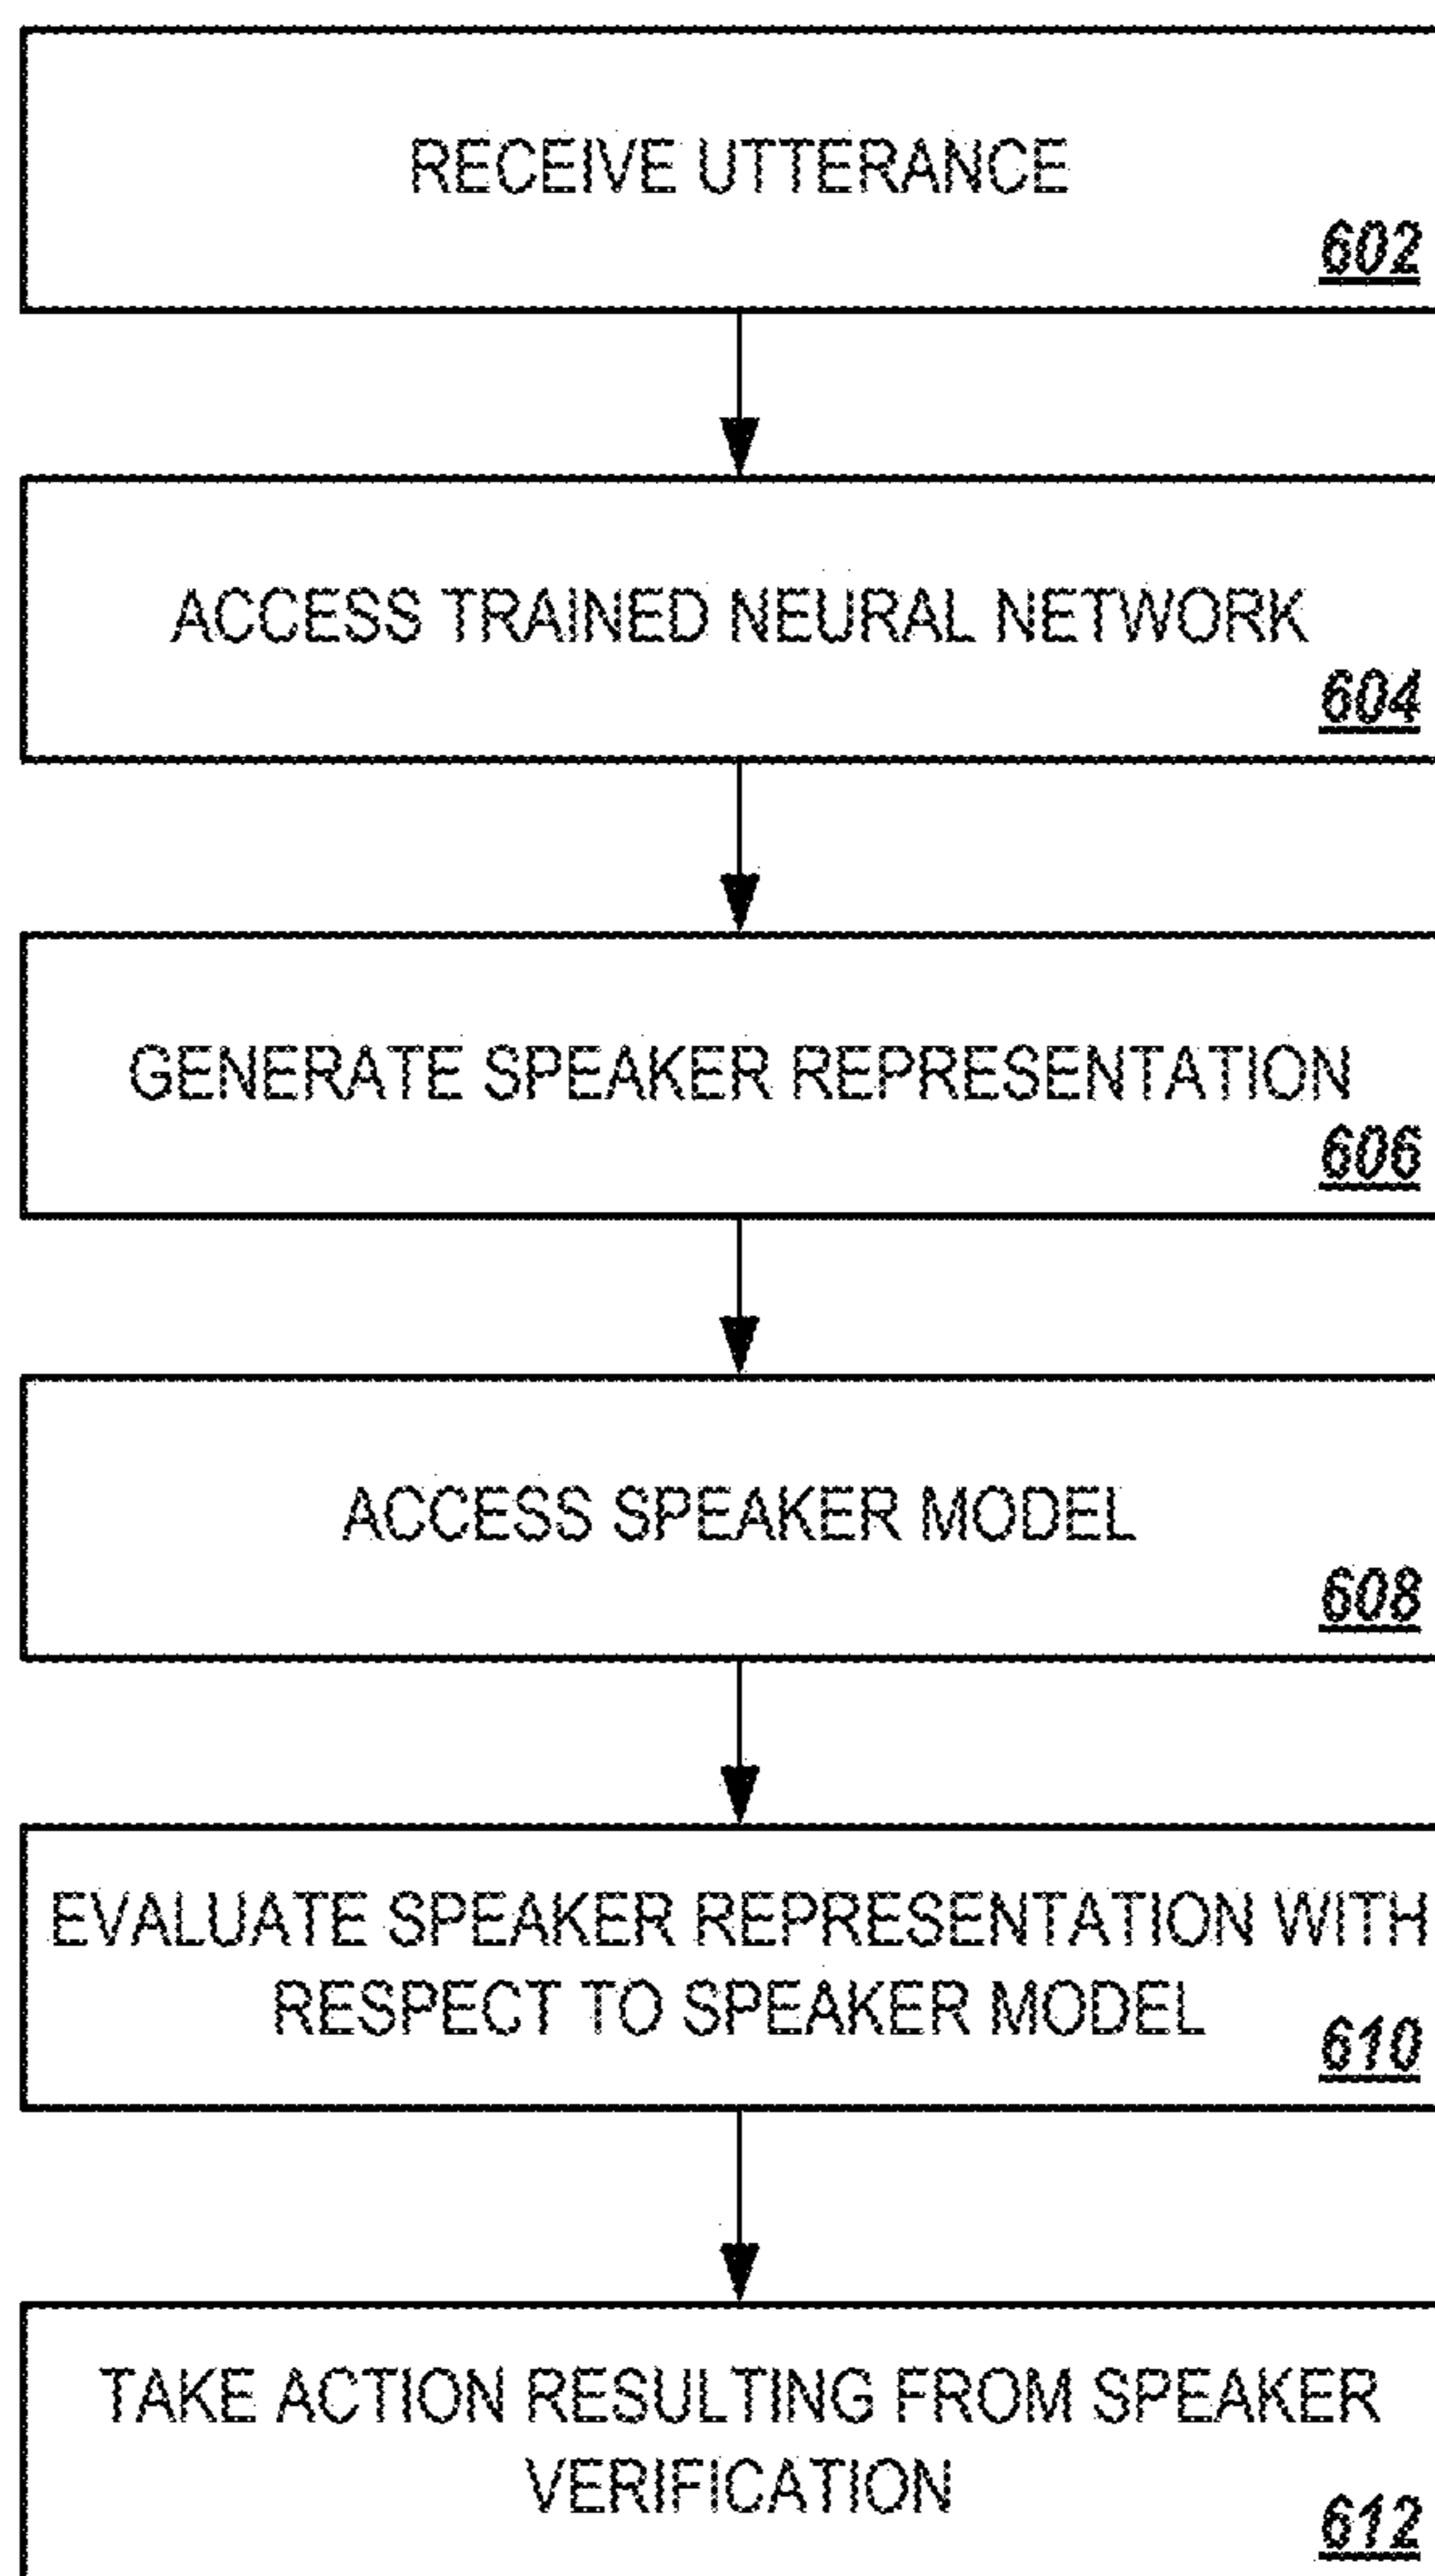 RECEIVE UTTERANCE
602
ACCESS TRAINED NEURAL NETWORK
604
GENERATE SPEAKER REPRESENTATION
606
ACCESS SPEAKER MODEL
608
EVALUATE SPEAKER REPRESENTATION WITH
RESPECT TO SPEAKER MODEL
610
TAKE ACTION RESULTING FROM SPEAKER
VERIFICATION
612